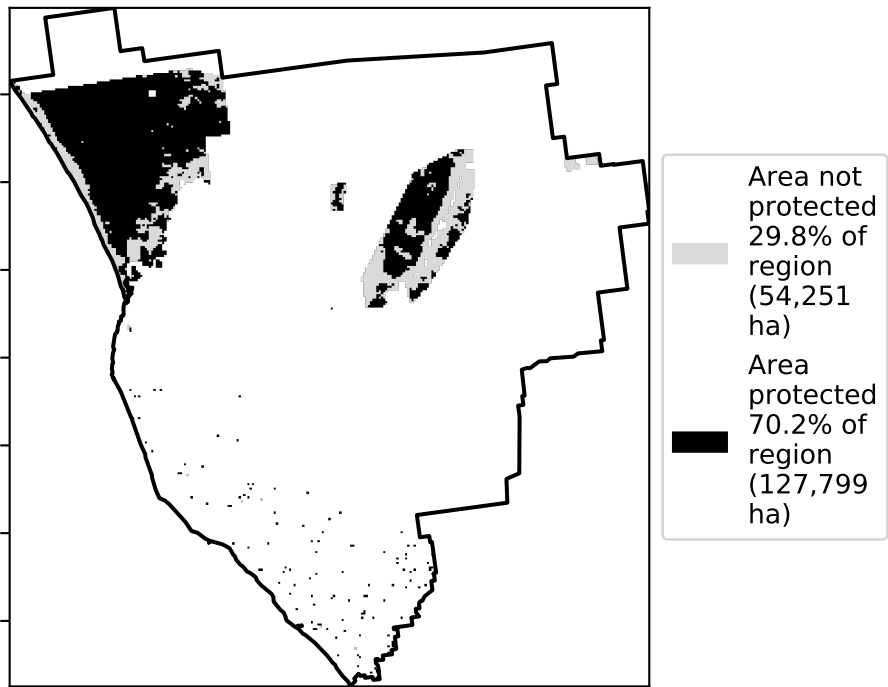 Area not
protected
29.8% of
region
(54,251
ha)
Area
protected
70.2% of
region
(127,799
ha)